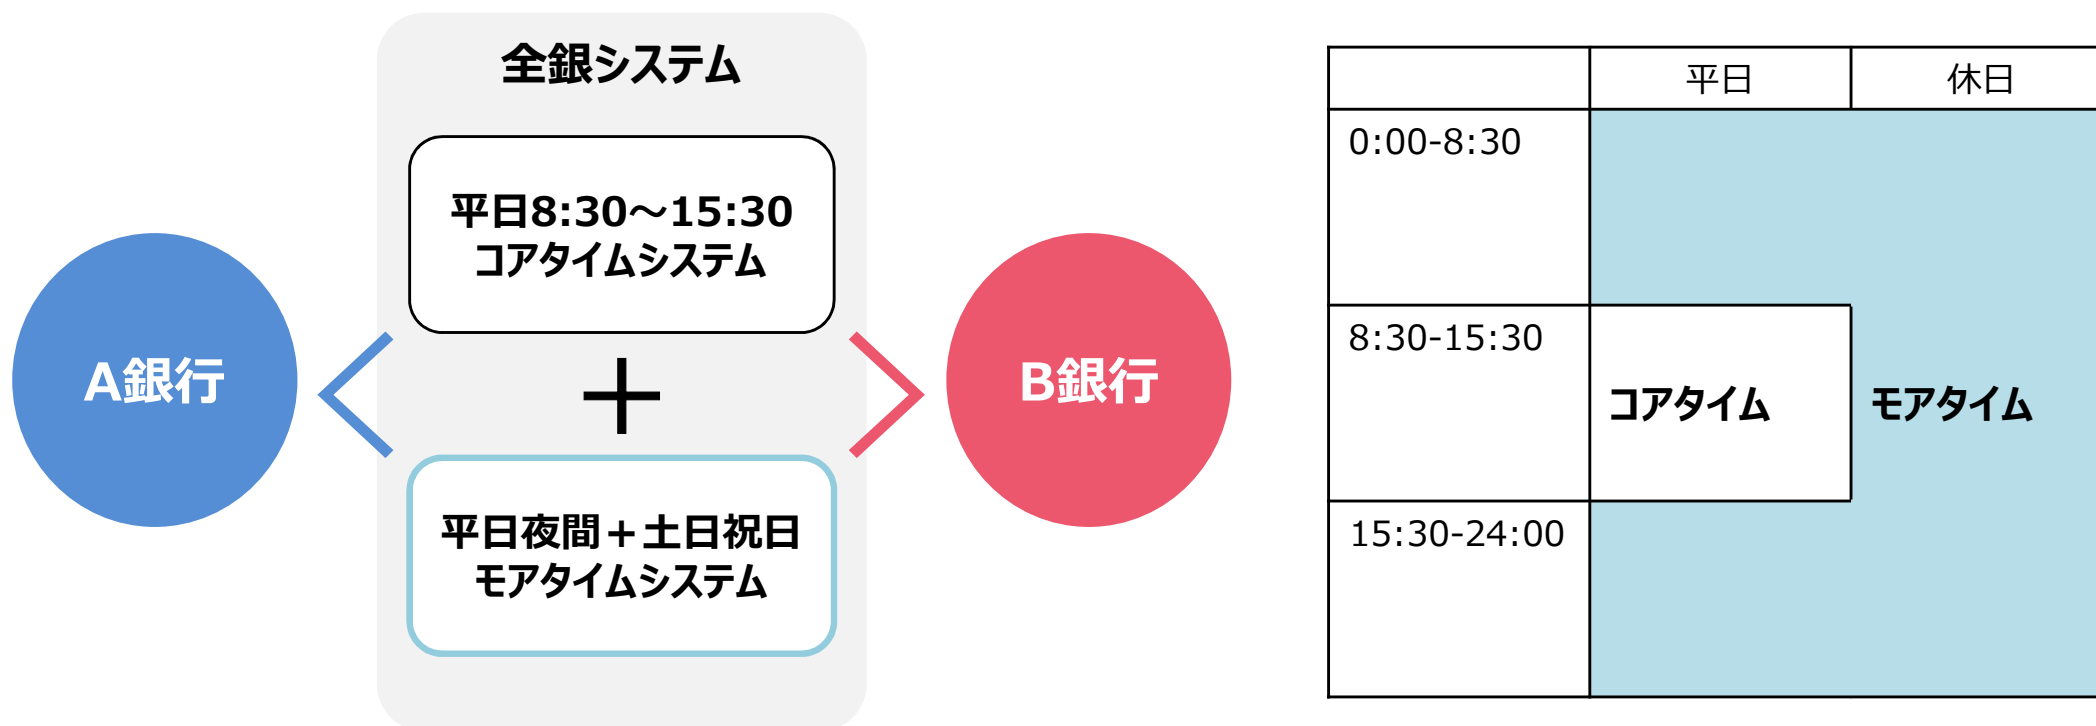 全銀システム
平日8:30～15:30
コアタイムシステム
A銀行
＋
B銀行
平日夜間＋土日祝日
モアタイムシステム
平日 休日
0:00-8:30
8:30-15:30
コアタイム モアタイム
15:30-24:00